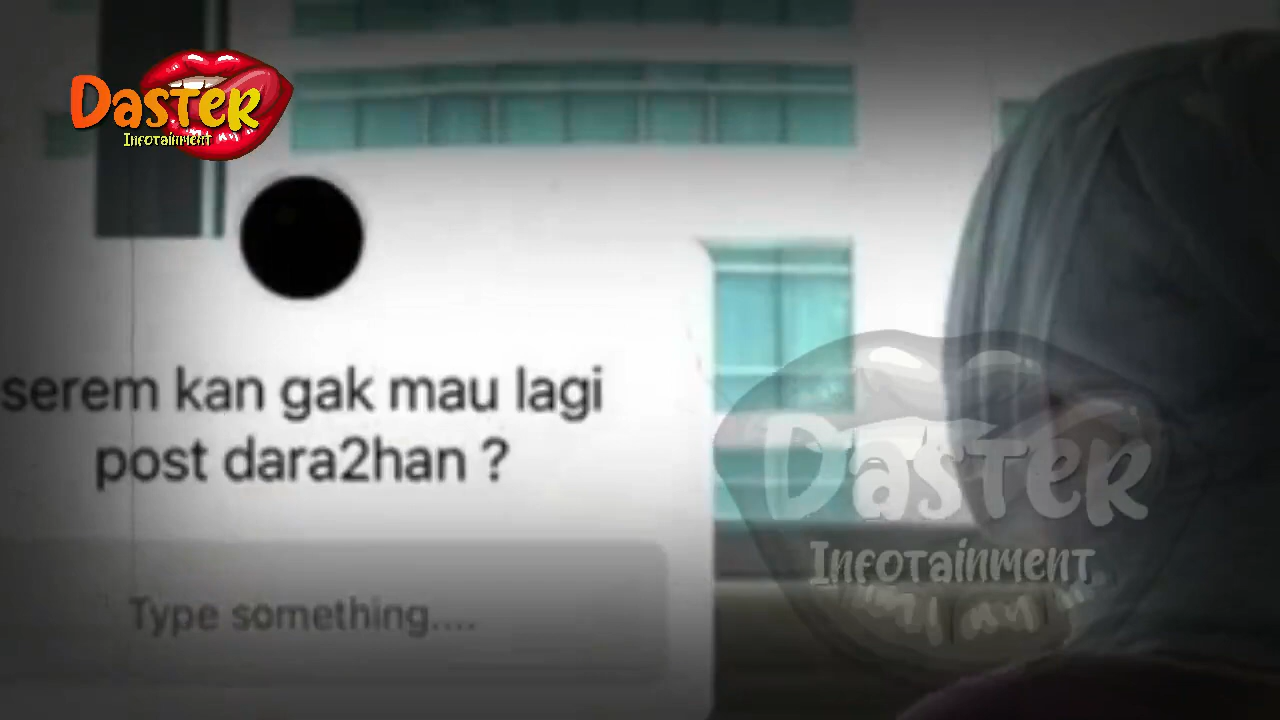 DasTER
Infotainment
serem kan gak mau lagi
post dara2han ?
Type something....
DasTER
Infotainment